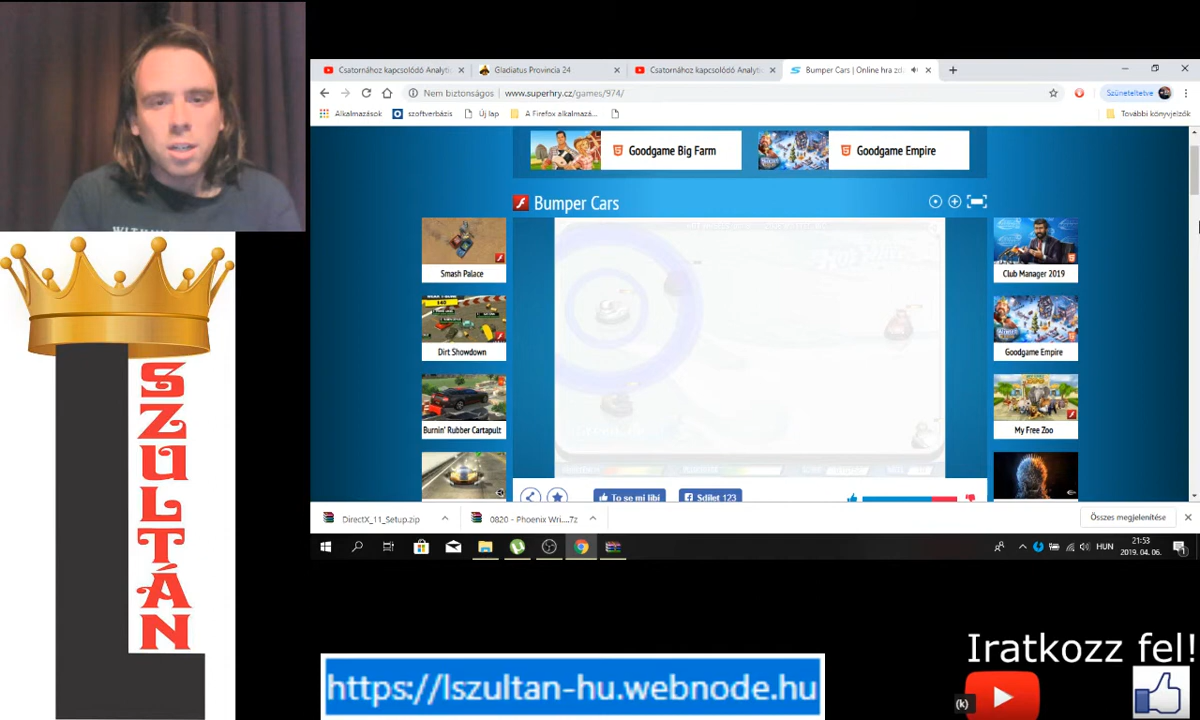 Csatornához kapcsolódó Analyti
Gladiatus Provincia 24
Csatornához kapcsolódó Analyti
Bumper Cars | Online hra zd
Nem biztonságos
www.superhry.cz/games/974/
Szüneteltetve
Alkalmazások
szoftverbázis
Új lap
A Firefox alkalmazá...
További könyvjelzők
Goodgame Big Farm
Goodgame Empire
Bumper Cars
Smash Palace
Club Manager 2019
Dirt Showdown
Goodgame Empire
Burnin' Rubber Cartapult
My Free Zoo
To se mi líbí
Sdílet 123
DirectX_11_Setup.zip
0820 - Phoenix Wri....7z
Összes megjelenítése
HUN
21:53
2019. 04. 06.
L
SZULTÁN
https://lszultan-hu.webnode.hu
Iratkozz fel!
(k)